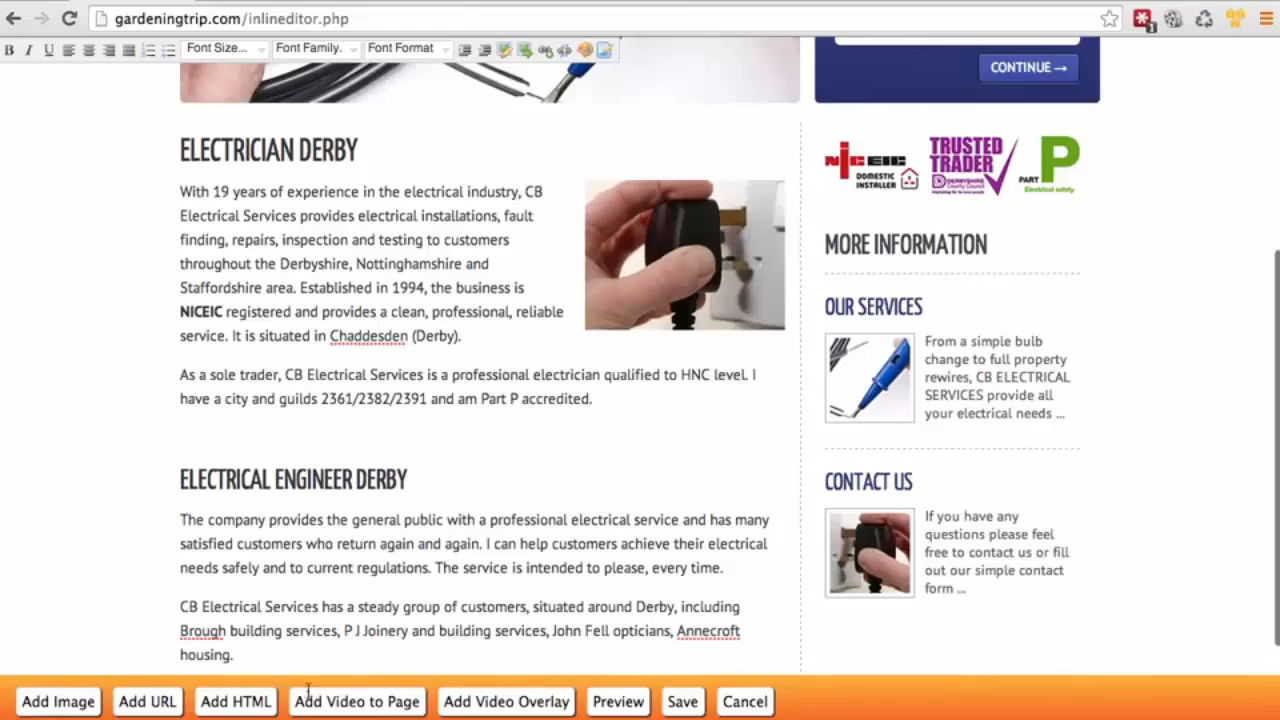 gardeningtrip.com/inlineditor.php
B I U Font Size... Font Family. Font Format
CONTINUE →
ELECTRICIAN DERBY
With 19 years of experience in the electrical industry, CB
Electrical Services provides electrical installations, fault
finding, repairs, inspection and testing to customers
throughout the Derbyshire, Nottinghamshire and
Staffordshire area. Established in 1994, the business is
NICEIC registered and provides a clean, professional, reliable
service. It is situated in Chaddesden (Derby).
As a sole trader, CB Electrical Services is a professional electrician qualified to HNC level. I
have a city and guilds 2361/2382/2391 and am Part P accredited.
ELECTRICAL ENGINEER DERBY
The company provides the general public with a professional electrical service and has many
satisfied customers who return again and again. I can help customers achieve their electrical
needs safely and to current regulations. The service is intended to please, every time.
CB Electrical Services has a steady group of customers, situated around Derby, including
Brough building services, P J Joinery and building services, John Fell opticians, Annecroft
housing.
NICEIC
DOMESTIC
INSTALLER
TRUSTED
TRADER
Derbyshire
County Council
PART P
Electrical safety
MORE INFORMATION
OUR SERVICES
From a simple bulb
change to full property
rewires, CB ELECTRICAL
SERVICES provide all
your electrical needs ...
CONTACT US
If you have any
questions please feel
free to contact us or fill
out our simple contact
form ...
Add Image Add URL Add HTML Add Video to Page Add Video Overlay Preview Save Cancel